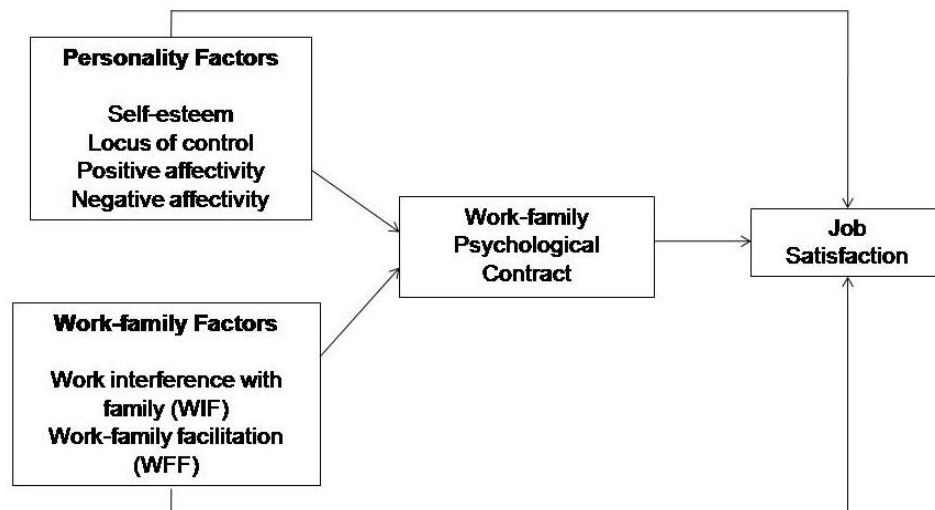 Personality Factors
Self-esteem
Locus of control
Positive affectivity
Negative affectivity
Work-family
Psychological
Contract
Job
Satisfaction
Work-family Factors
Work interference with
family (WIF)
Work-family facilitation
(WFF)